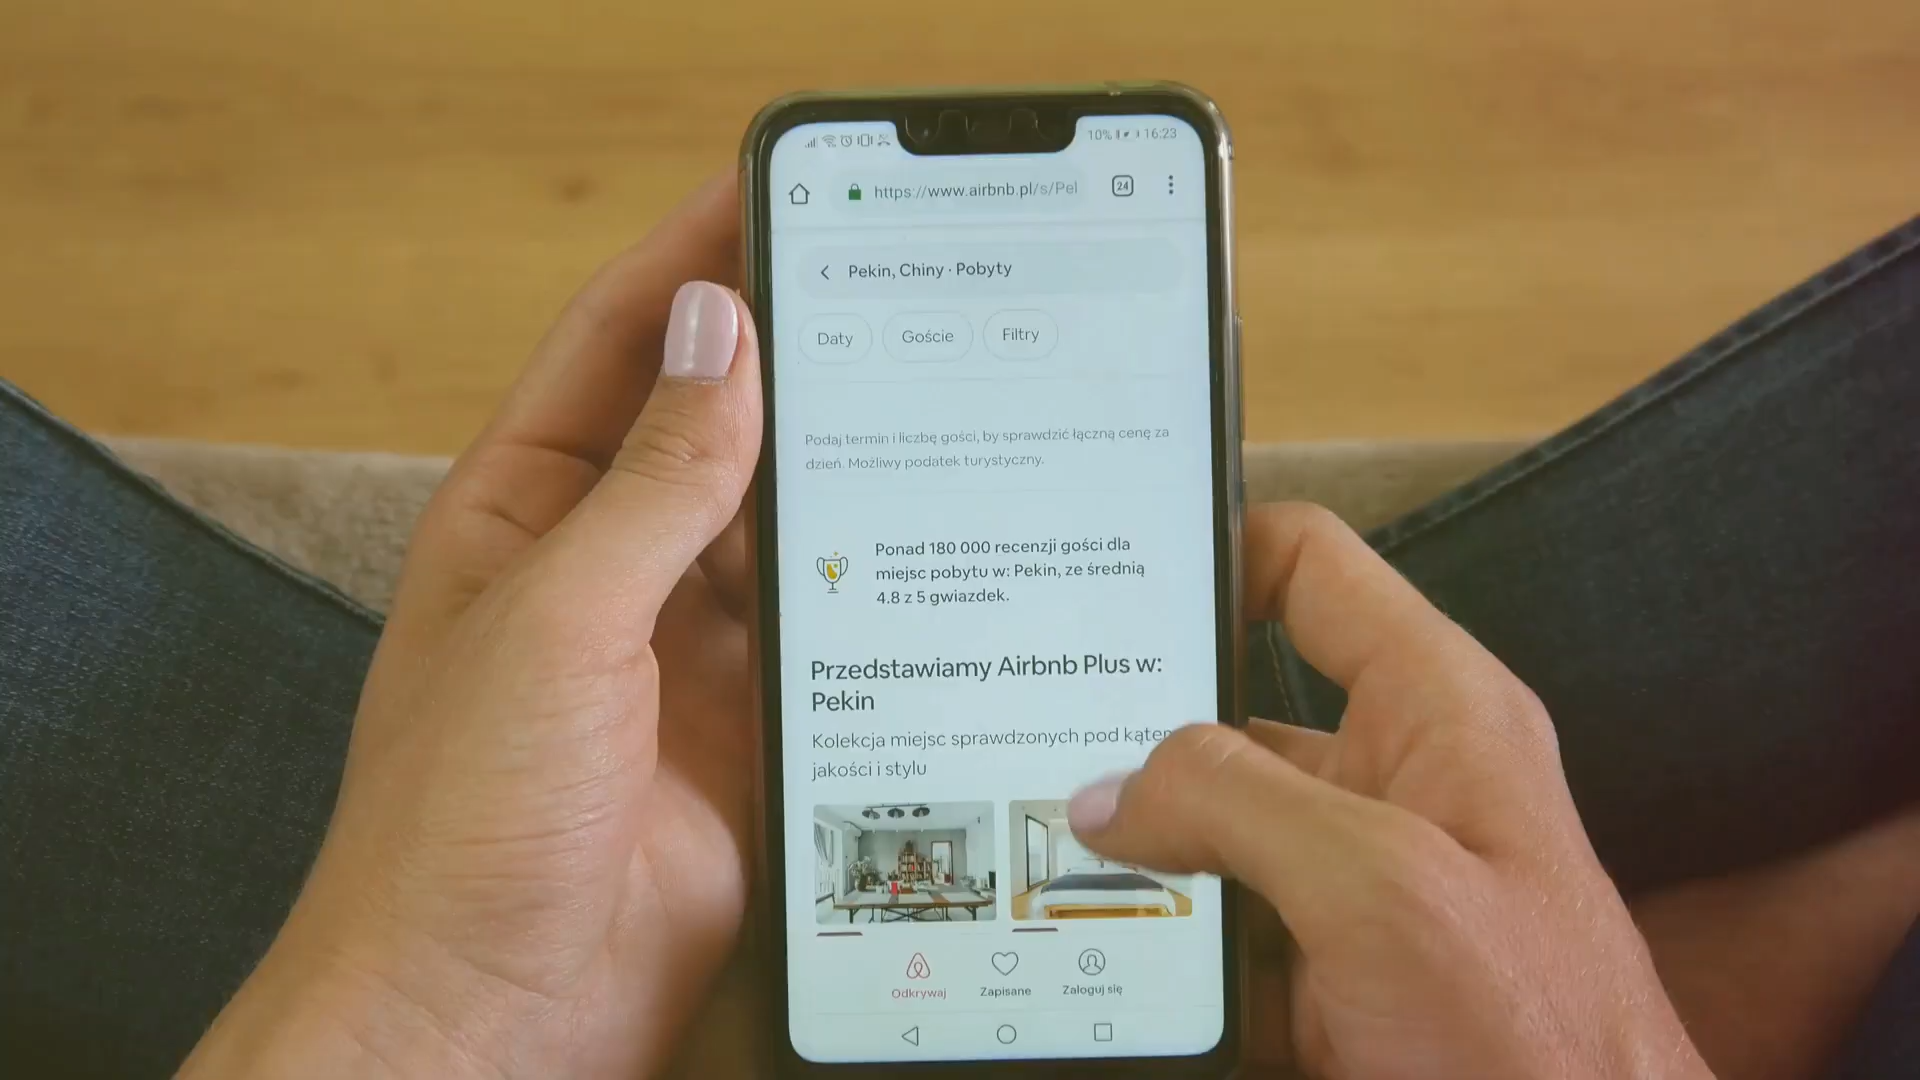 10% 16:23
https://www.airbnb.pl/s/Pel
24
Pekin, Chiny · Pobyty
Daty Goście Filtry
Podaj termin i liczbę gości, by sprawdzić łączną cenę za
dzień. Możliwy podatek turystyczny.
Ponad 180 000 recenzji gości dla
miejsc pobytu w: Pekin, ze średnią
4.8 z 5 gwiazdek.
Przedstawiamy Airbnb Plus w:
Pekin
Kolekcja miejsc sprawdzonych pod kątem
jakości i stylu
Odkrywaj Zapisane Zaloguj się